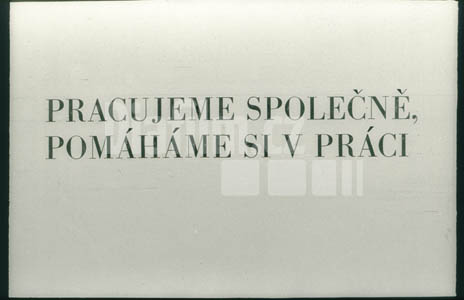 PRACUJEME SPOLEČNĚ,
POMÁHÁME SI V PRÁCI